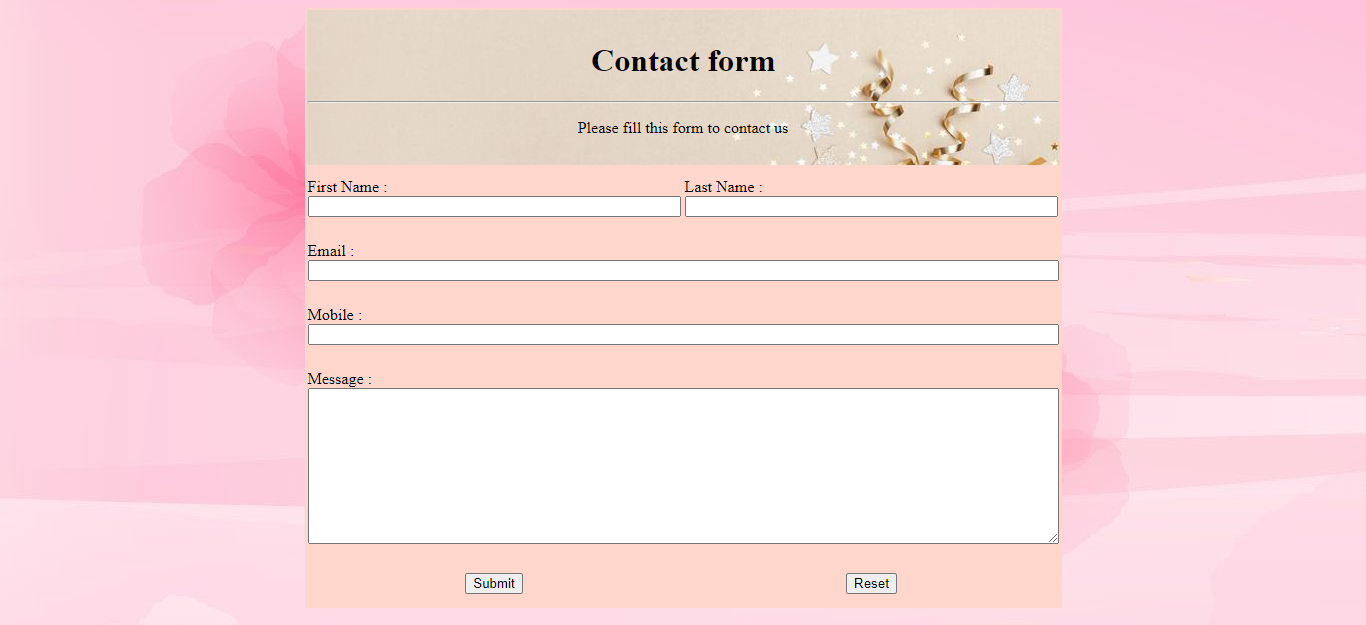 Contact form
Please fill this form to contact us
First Name :
Last Name :
Email :
Mobile :
Message :
Submit
Reset